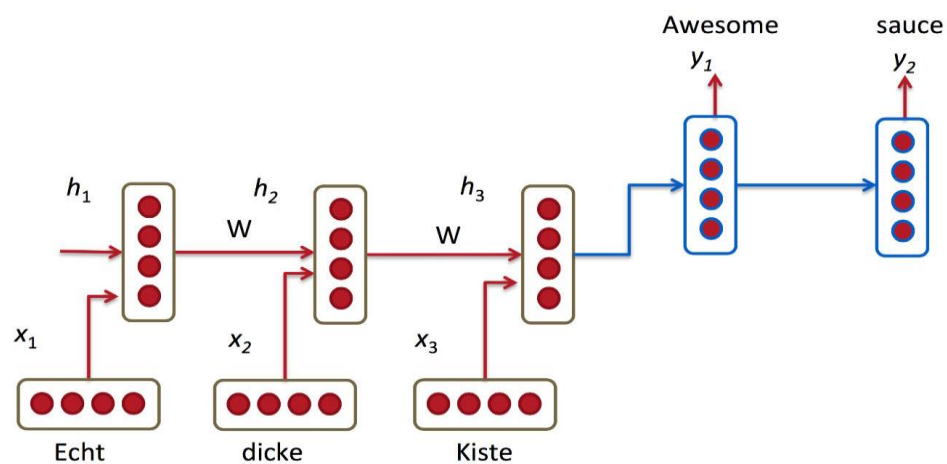 Awesome sauce
y1 y2
h1 h2 h3
W W
x1 x2 x3
Echt dicke Kiste